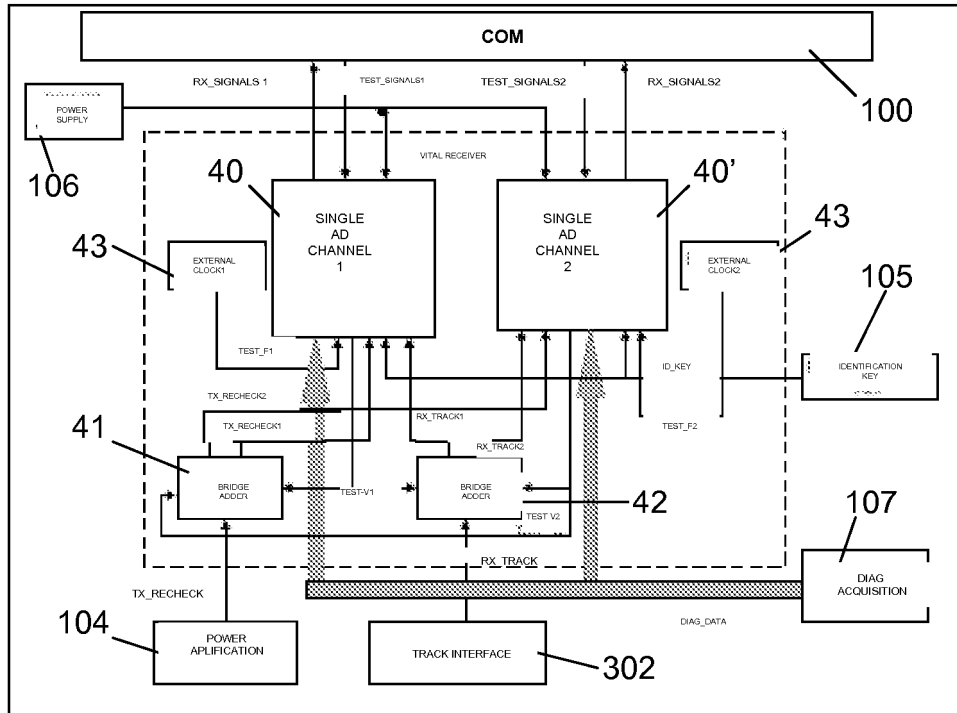 COM
RX_SIGNALS 1
TEST_SIGNALS1
TEST_SIGNALS2
RX_SIGNALS2
100
POWER
SUPPLY
106
VITAL RECEIVER
40
40’
SINGLE
AD
CHANNEL
1
SINGLE
AD
CHANNEL
2
43
EXTERNAL
CLOCK1
43
EXTERNAL
CLOCK2
105
IDENTIFICATION
KEY
TEST_F1
ID_KEY
TX_RECHECK2
TX_RECHECK1
RX_TRACK1
RX_TRACK2
TEST_F2
41
BRIDGE
ADDER
TEST-V1
BRIDGE
ADDER
TEST V2
42
107
DIAG
ACQUISITION
RX_TRACK
TX_RECHECK
DIAG_DATA
104
POWER
APLIFICATION
TRACK INTERFACE
302